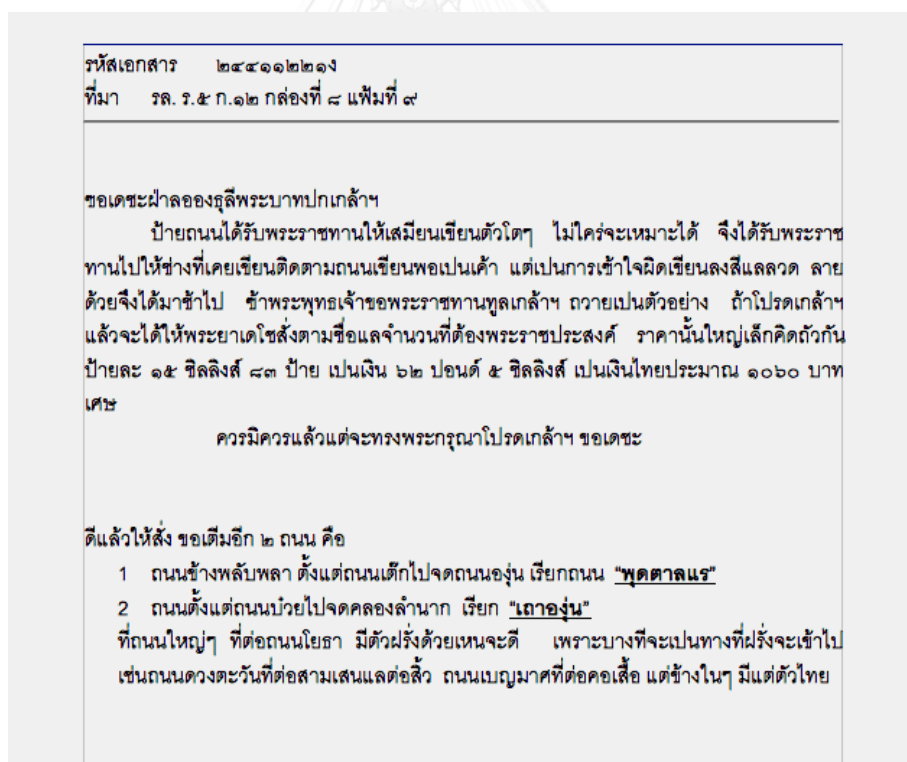 รหัสเอกสาร ๒๔๔๑๑๒๒๑ง
ที่มา รล. ร.๕ ก.๑๒ กล่องที่ ๘ แฟ้มที่ ๙
ขอเดชะฝ่าลอองธุลีพระบาทปกเกล้าฯ
ป้ายถนนได้รับพระราชทานให้เสมียนเขียนตัวโตๆ ไม่ใคร่จะเหมาะได้ จึงได้รับพระราช
ทานไปให้ช่างที่เคยเขียนติดตามถนนเขียนพอเปนเค้า แต่เปนการเข้าใจผิดเขียนลงสีแลลวด ลาย
ด้วยจึงได้มาช้าไป ข้าพระพุทธเจ้าขอพระราชทานทูลเกล้าฯ ถวายเปนตัวอย่าง ถ้าโปรดเกล้าฯ
แล้วจะได้ให้พระยาเดโชสั่งตามชื่อแลจำนวนที่ต้องพระราชประสงค์ ราคานั้นใหญ่เล็กคิดถัวกัน
ป้ายละ ๑๕ ชิลลิงส์ ๘๓ ป้าย เปนเงิน ๖๒ ปอนด์ ๕ ชิลลิงส์ เปนเงินไทยประมาณ ๑๐๖๐ บาท
เศษ
ควรมิควรแล้วแต่จะทรงพระกรุณาโปรดเกล้าฯ ขอเดชะ
ดีแล้วให้สั่ง ขอเติมอีก ๒ ถนน คือ
1 ถนนข้างพลับพลา ตั้งแต่ถนนเต๊กไปจดถนนองุ่น เรียกถนน "พุดตาลแร"
2 ถนนตั้งแต่ถนนบ๋วยไปจดคลองลำนาก เรียก "เถาองุ่น"
ที่ถนนใหญ่ๆ ที่ต่อถนนโยธา มีตัวฝรั่งด้วยเหนจะดี เพราะบางทีจะเปนทางที่ฝรั่งจะเข้าไป
เช่นถนนดวงตะวันที่ต่อสามเสนแลต่อสิ้ว ถนนเบญมาศที่ต่อคอเสื้อ แต่ข้างในๆ มีแต่ตัวไทย